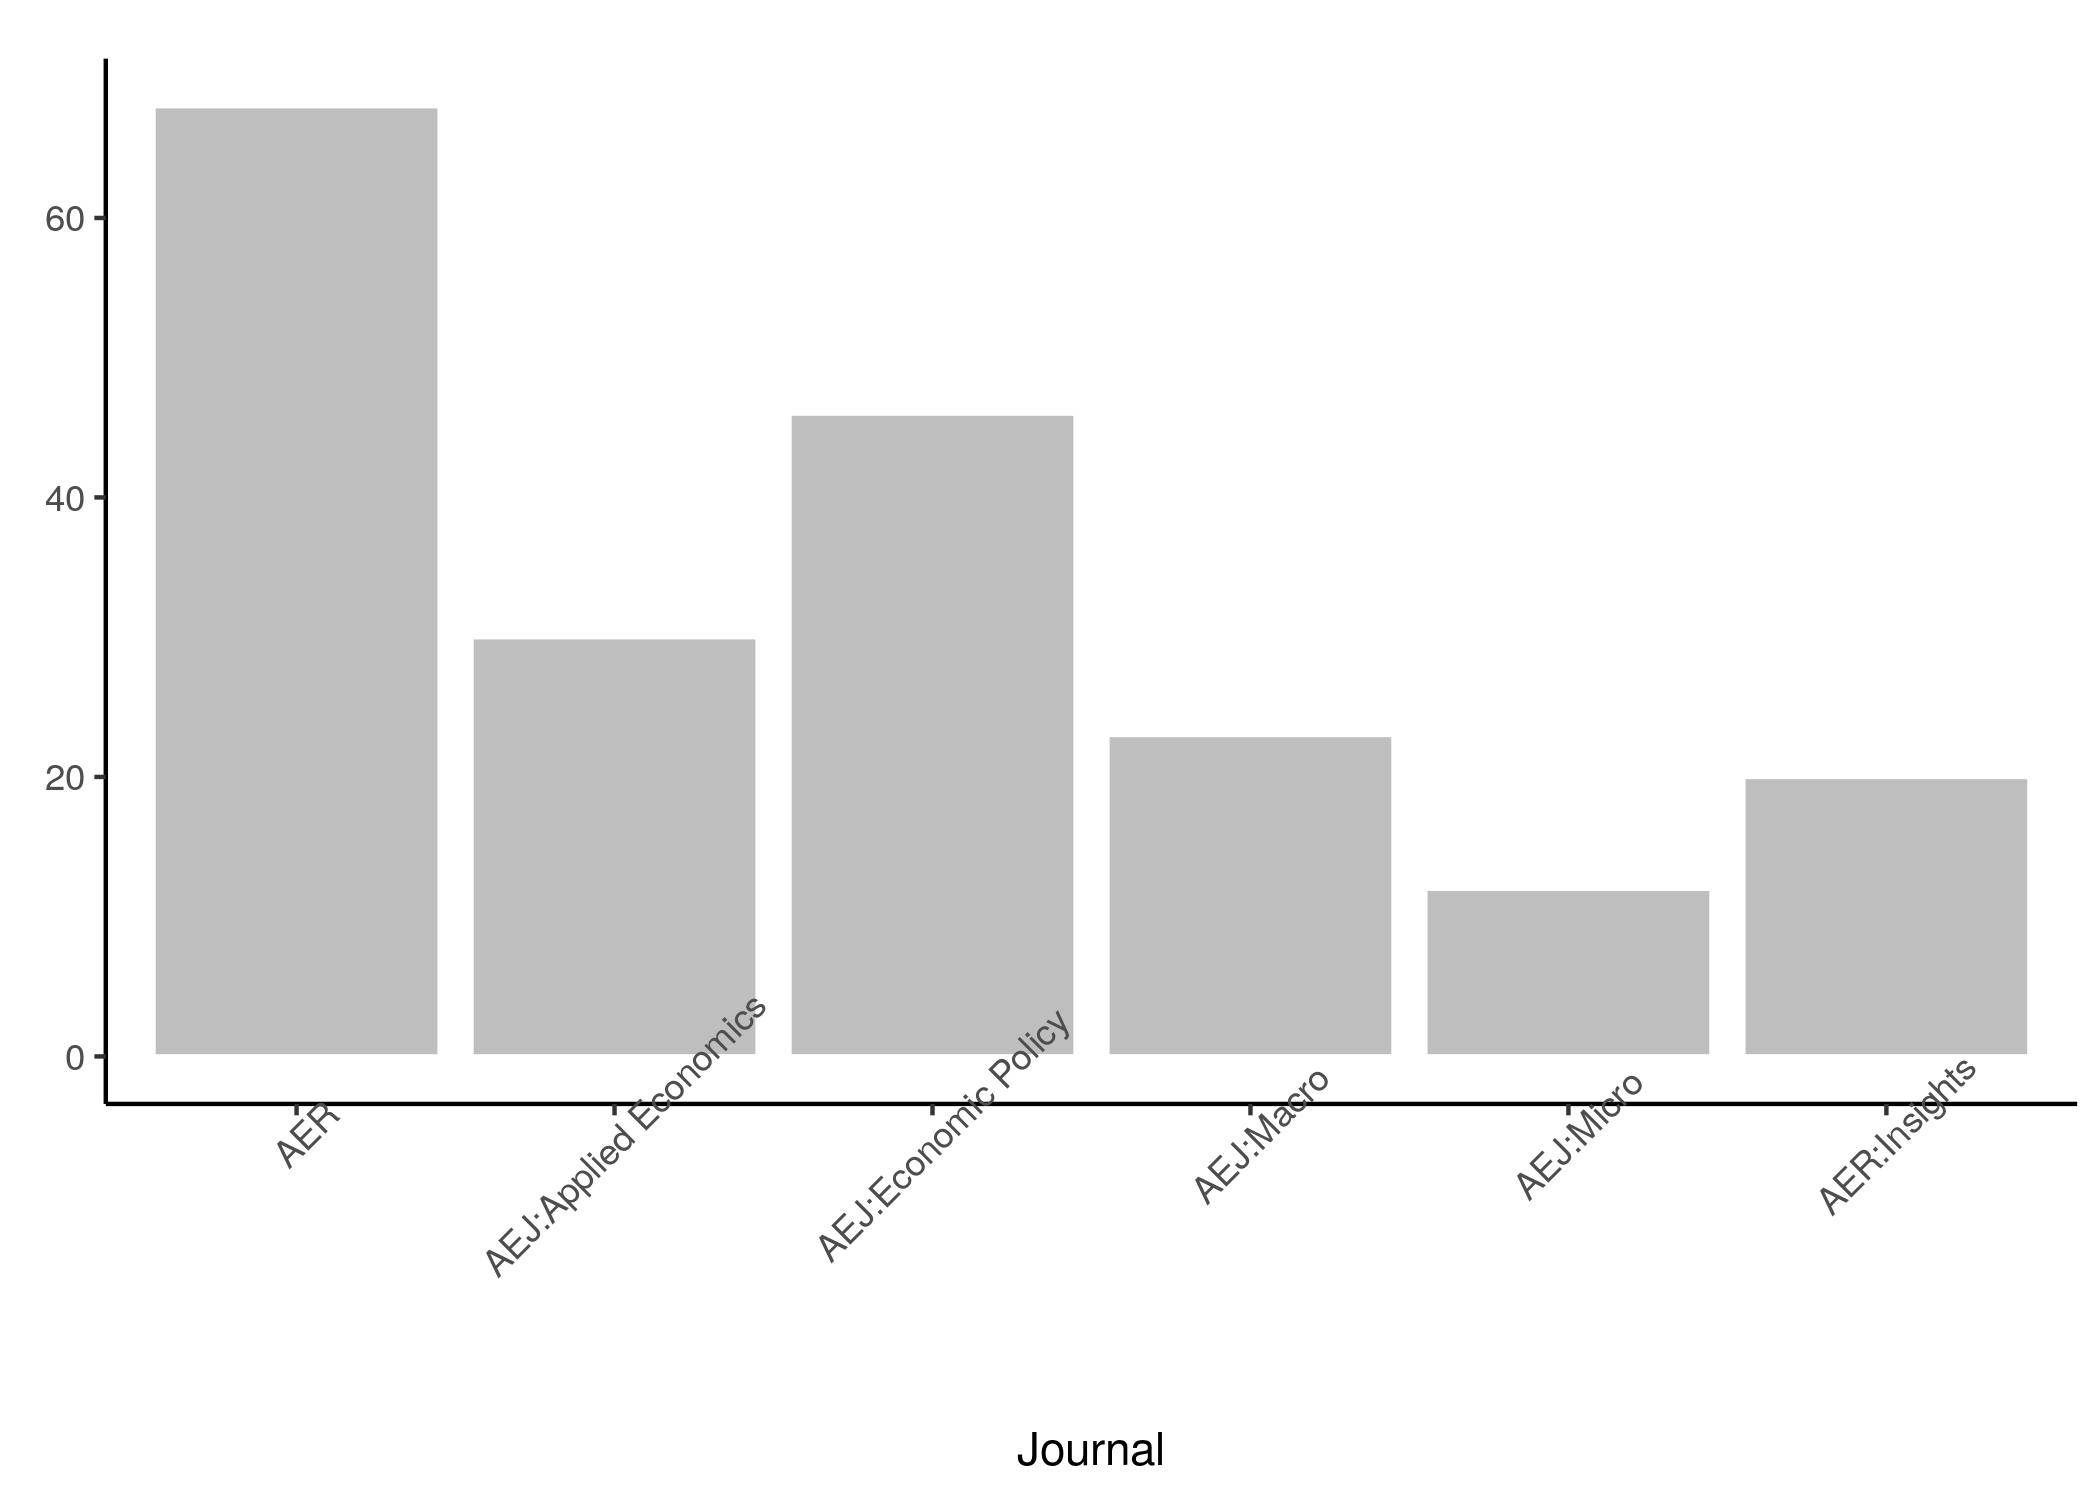 60
40
20
0
AER
AEJ:Applied Economics
AEJ:Economic Policy
AEJ:Macro
AEJ:Micro
AER:Insights
Journal